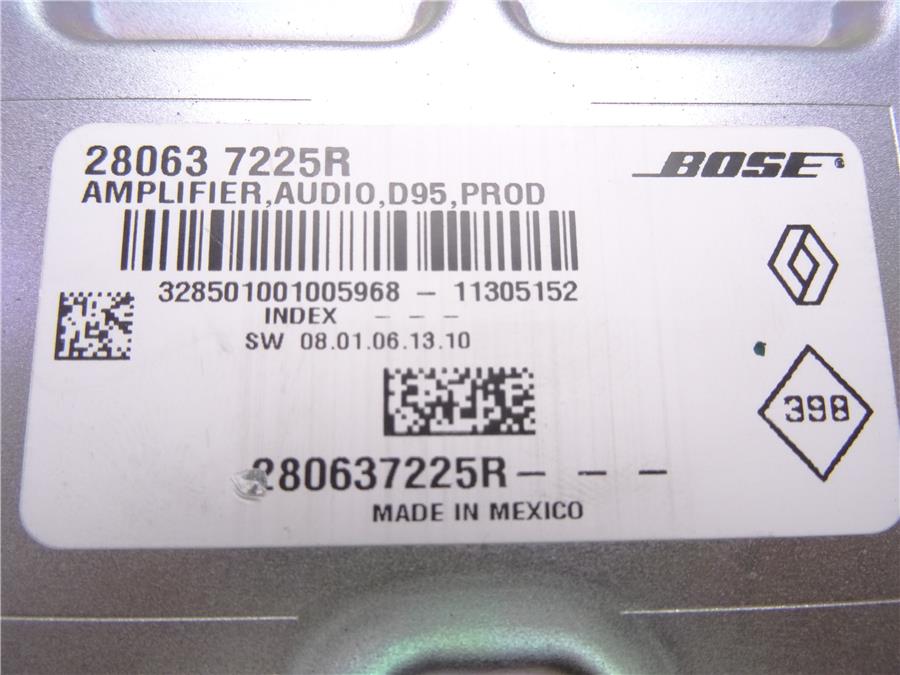 28063 7225R
BOSE
AMPLIFIER,AUDIO,D95,PROD
328501001005968 - 11305152
INDEX - - -
SW 08.01.06.13.10
398
280637225R- - -
MADE IN MEXICO